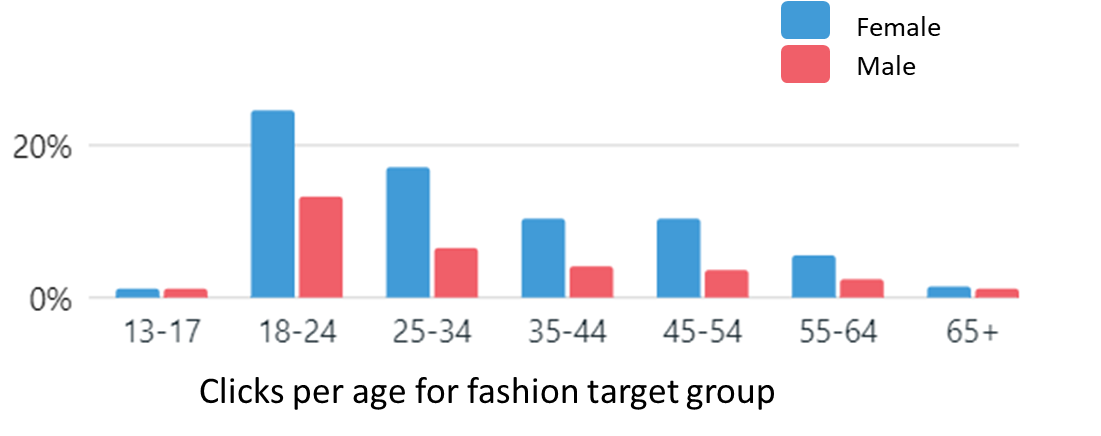 Female
Male
20%
0%
13-17 18-24 25-34 35-44 45-54 55-64 65+
Clicks per age for fashion target group